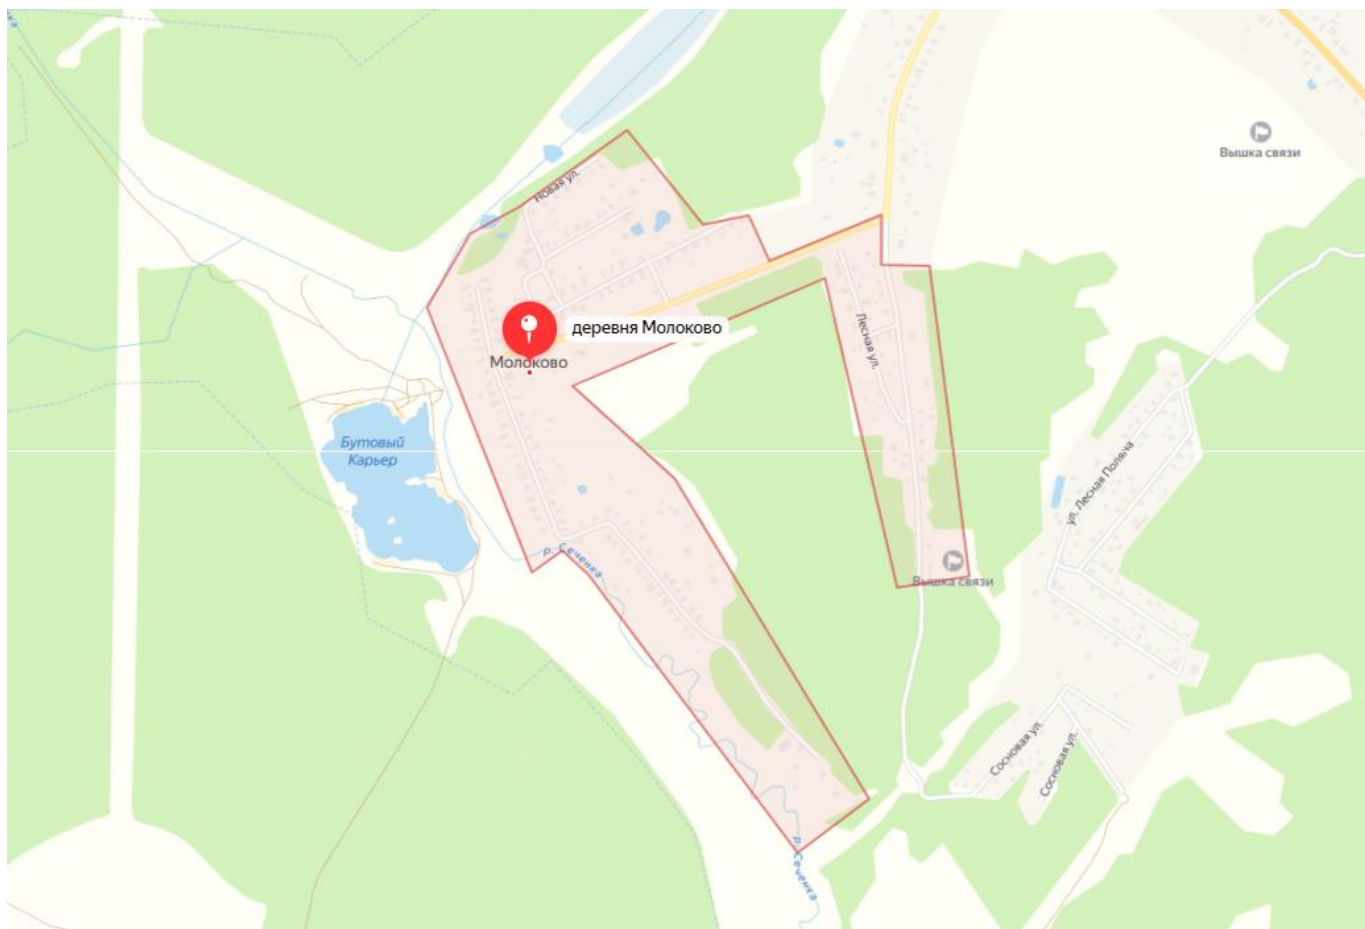 Вышка связи
Новая ул.
деревня Молоково
Молоково
Лесная ул.
Бутовый
Карьер
ул. Лесная Поляна
р. Сеченка
Вышка связи
Сосновая ул.
Сосновая ул.
р. Сеченка